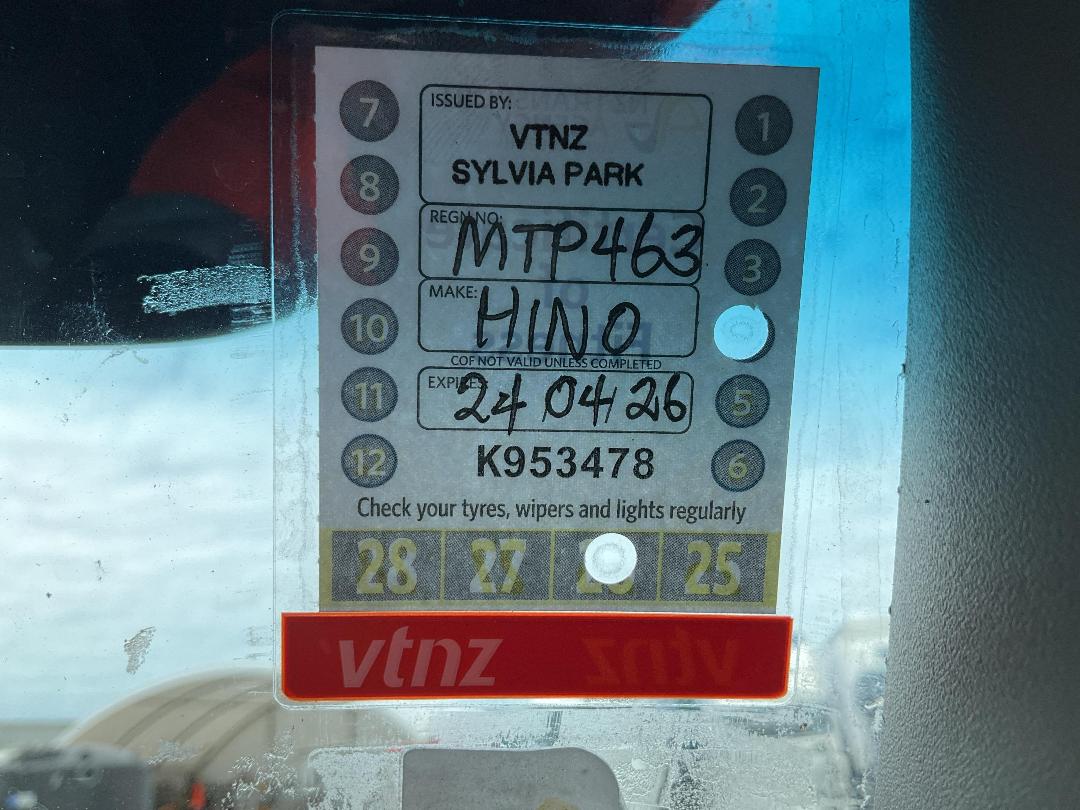 7
8
9
10
11
12
ISSUED BY:
VTNZ
SYLVIA PARK
REGN NO:
MTP463
MAKE:
HINO
COF NOT VALID UNLESS COMPLETED
EXPIRES:
24 04 26
K953478
1
2
3
5
6
Check your tyres, wipers and lights regularly
28 27 25
vtnz